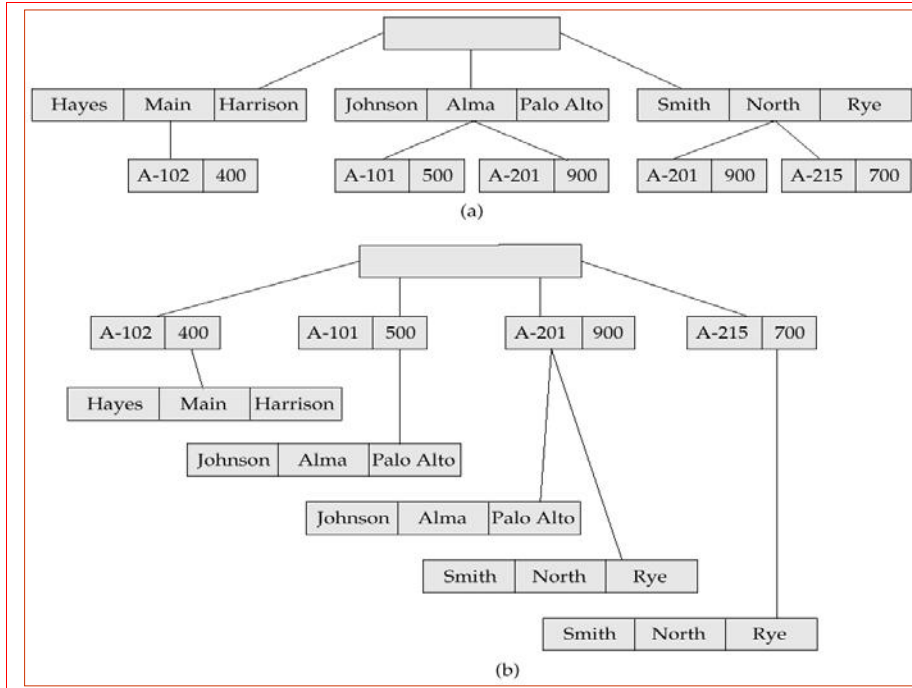 Hayes Main Harrison Johnson Alma Palo Alto Smith North Rye
A-102 400 A-101 500 A-201 900 A-201 900 A-215 700
(a)
A-102 400 A-101 500 A-201 900 A-215 700
Hayes Main Harrison
Johnson Alma Palo Alto
Johnson Alma Palo Alto
Smith North Rye
Smith North Rye
(b)